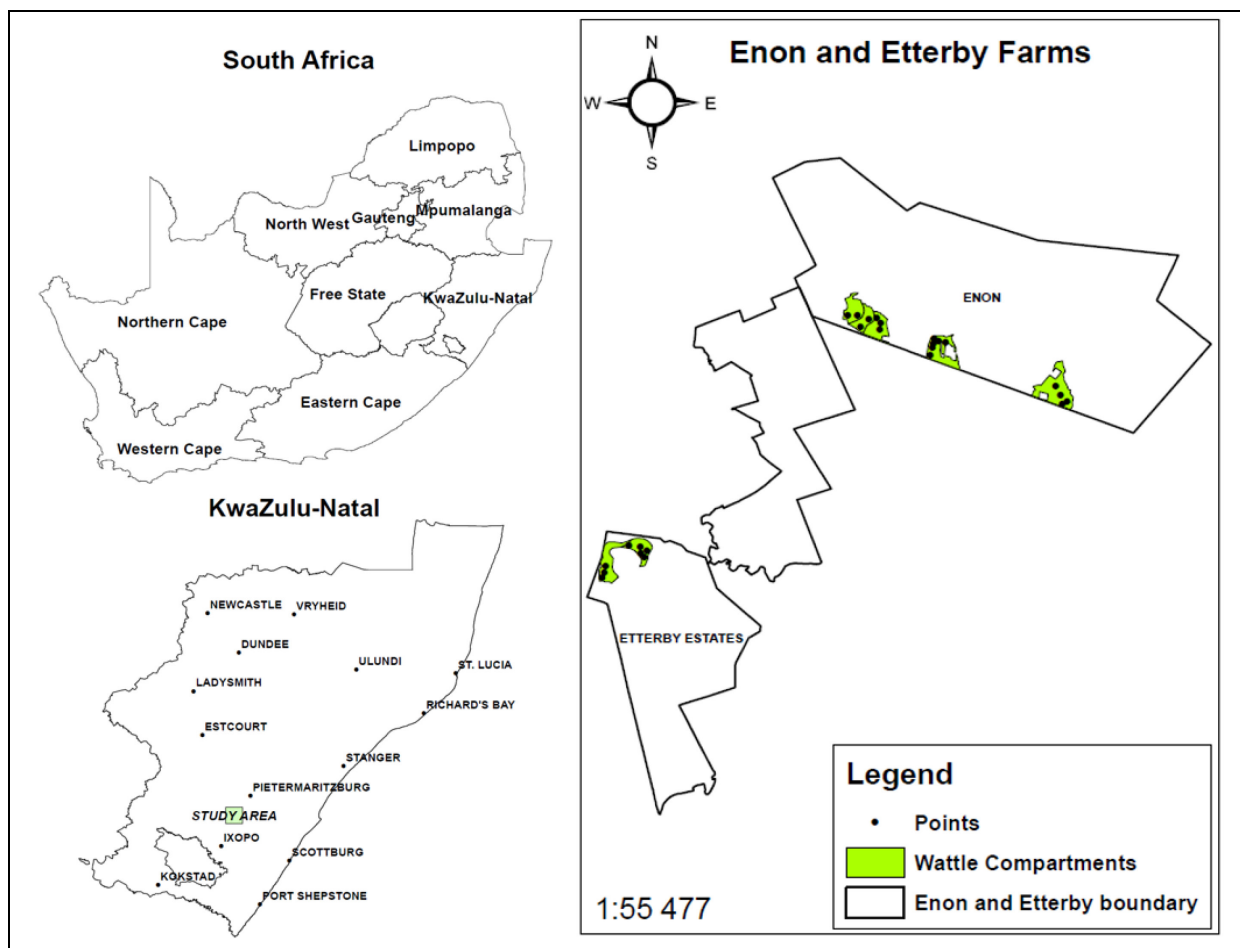 South Africa
Limpopo
North West
Gauteng
Mpumalanga
Free State
KwaZulu-Natal
Northern Cape
Eastern Cape
Western Cape
KwaZulu-Natal
NEWCASTLE
VRYHEID
DUNDEE
ULUNDI
ST. LUCIA
LADYSMITH
RICHARD'S BAY
ESTCOURT
STANGER
PIETERMARITZBURG
STUDY AREA
IXOPO
SCOTTBURG
KOKSTAD
PORT SHEPSTONE
Enon and Etterby Farms
N
W
E
S
ENON
ETTERBY ESTATES
Legend
Points
Wattle Compartments
Enon and Etterby boundary
1:55 477